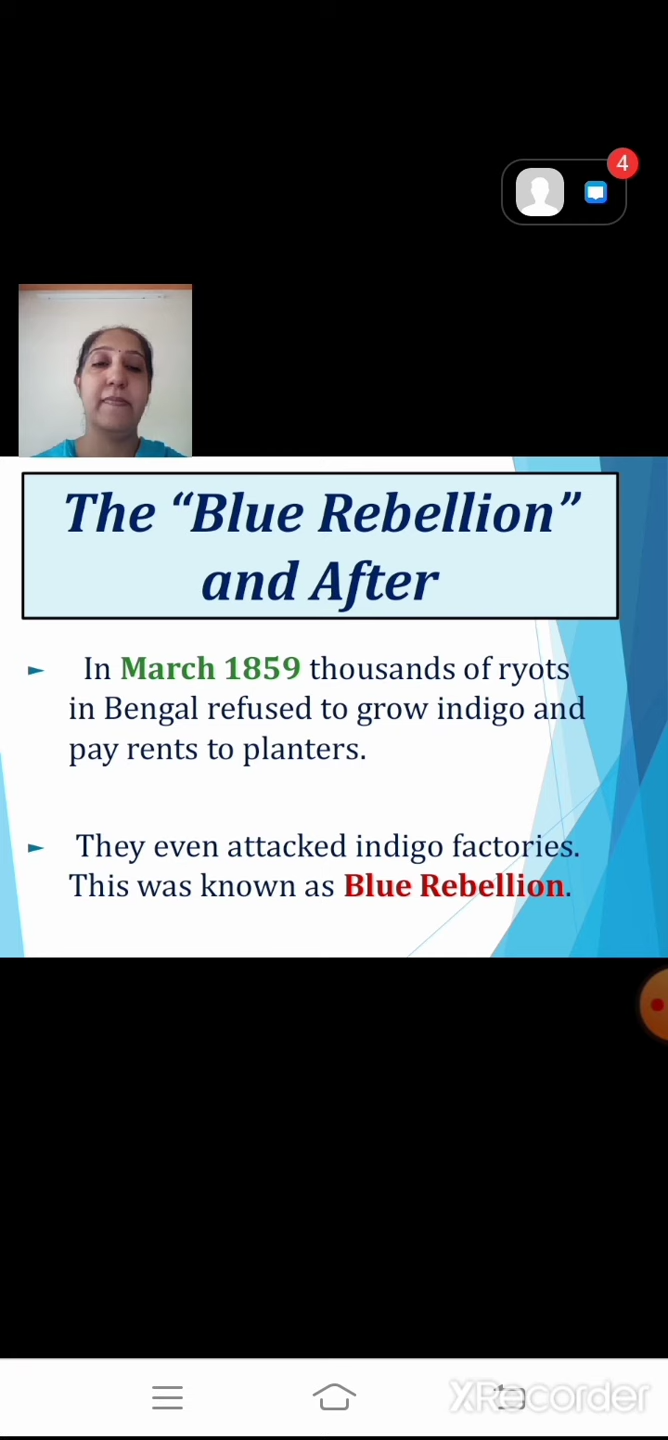 4
The “Blue Rebellion”
and After
► In March 1859 thousands of ryots
in Bengal refused to grow indigo and
pay rents to planters.
► They even attacked indigo factories.
This was known as Blue Rebellion.
XRecorder